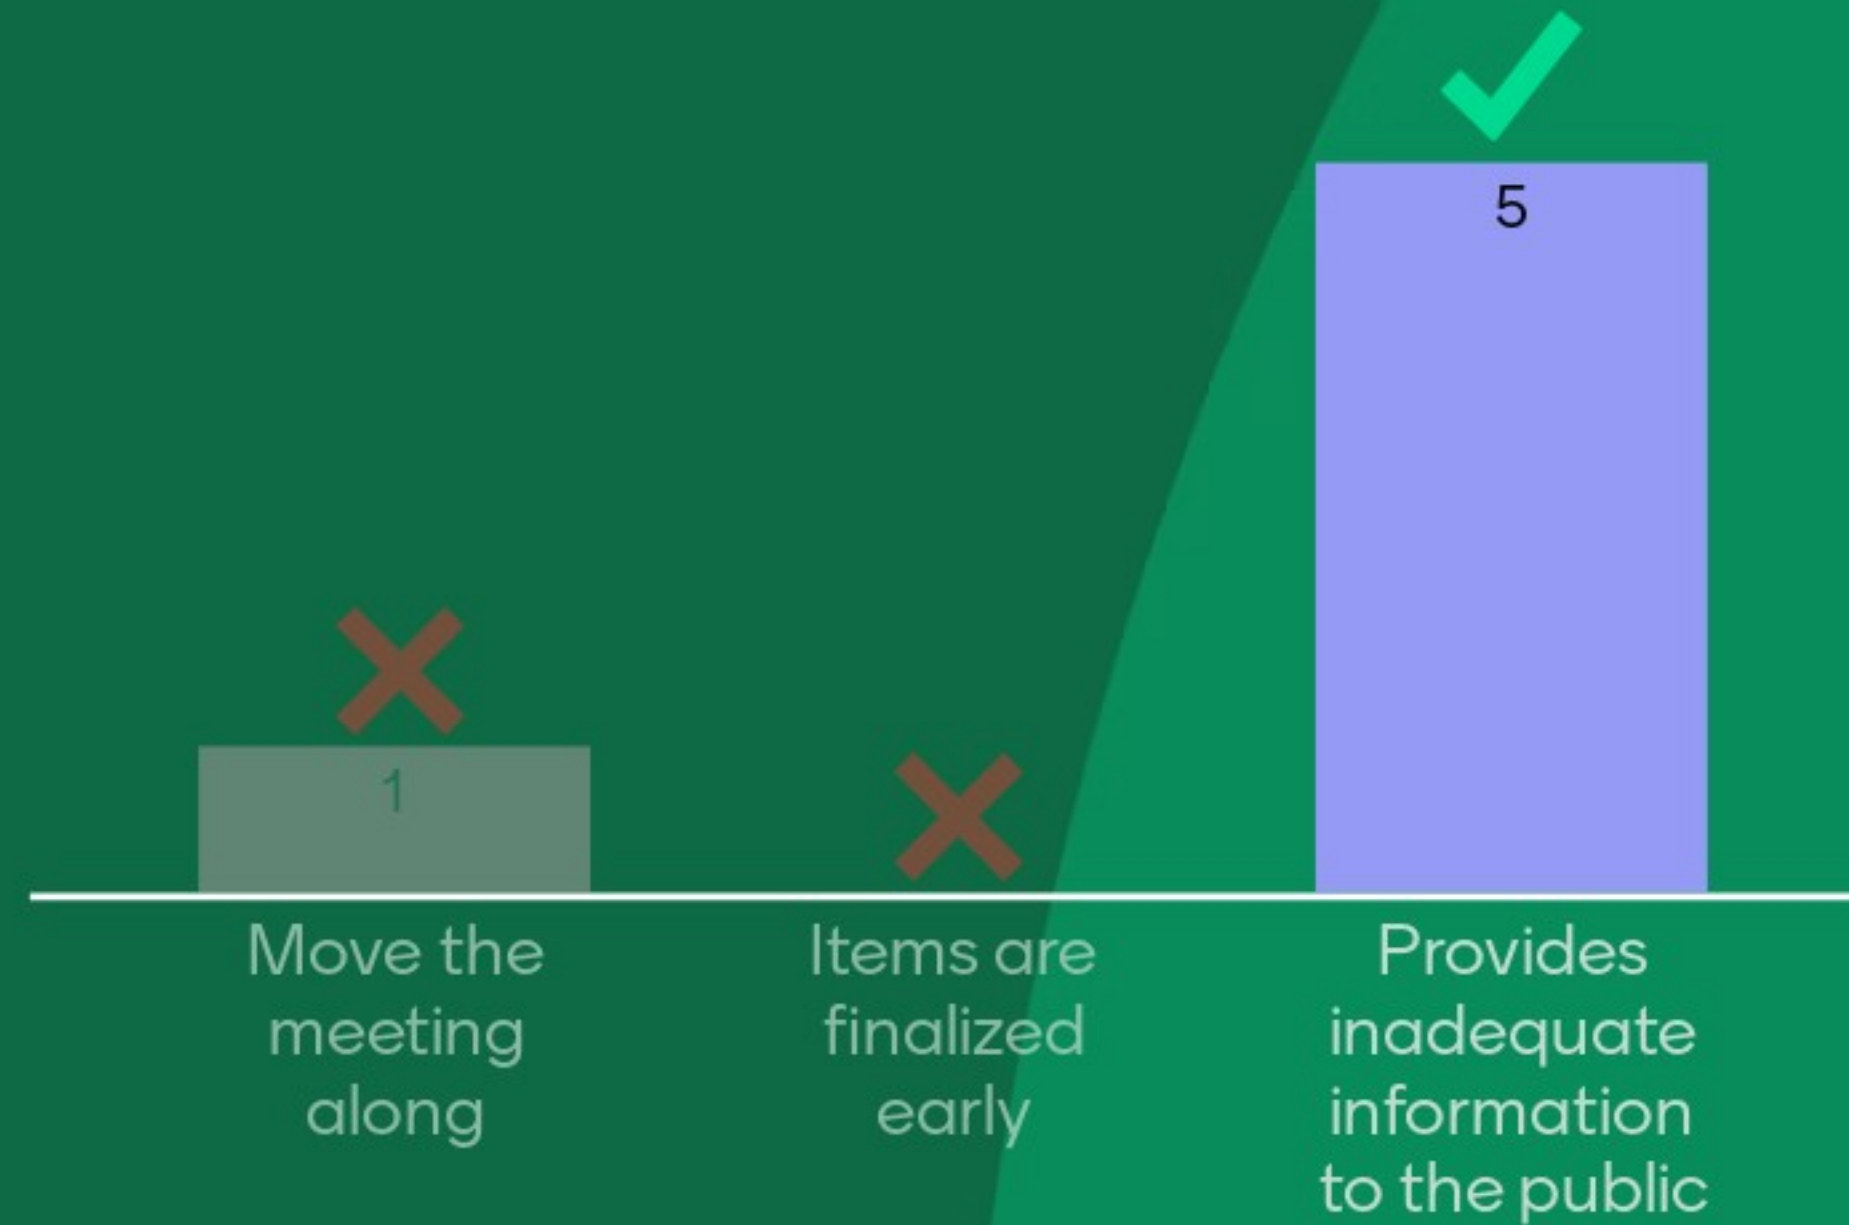 5
1
Move the
meeting
along
Items are
finalized
early
Provides
inadequate
information
to the public